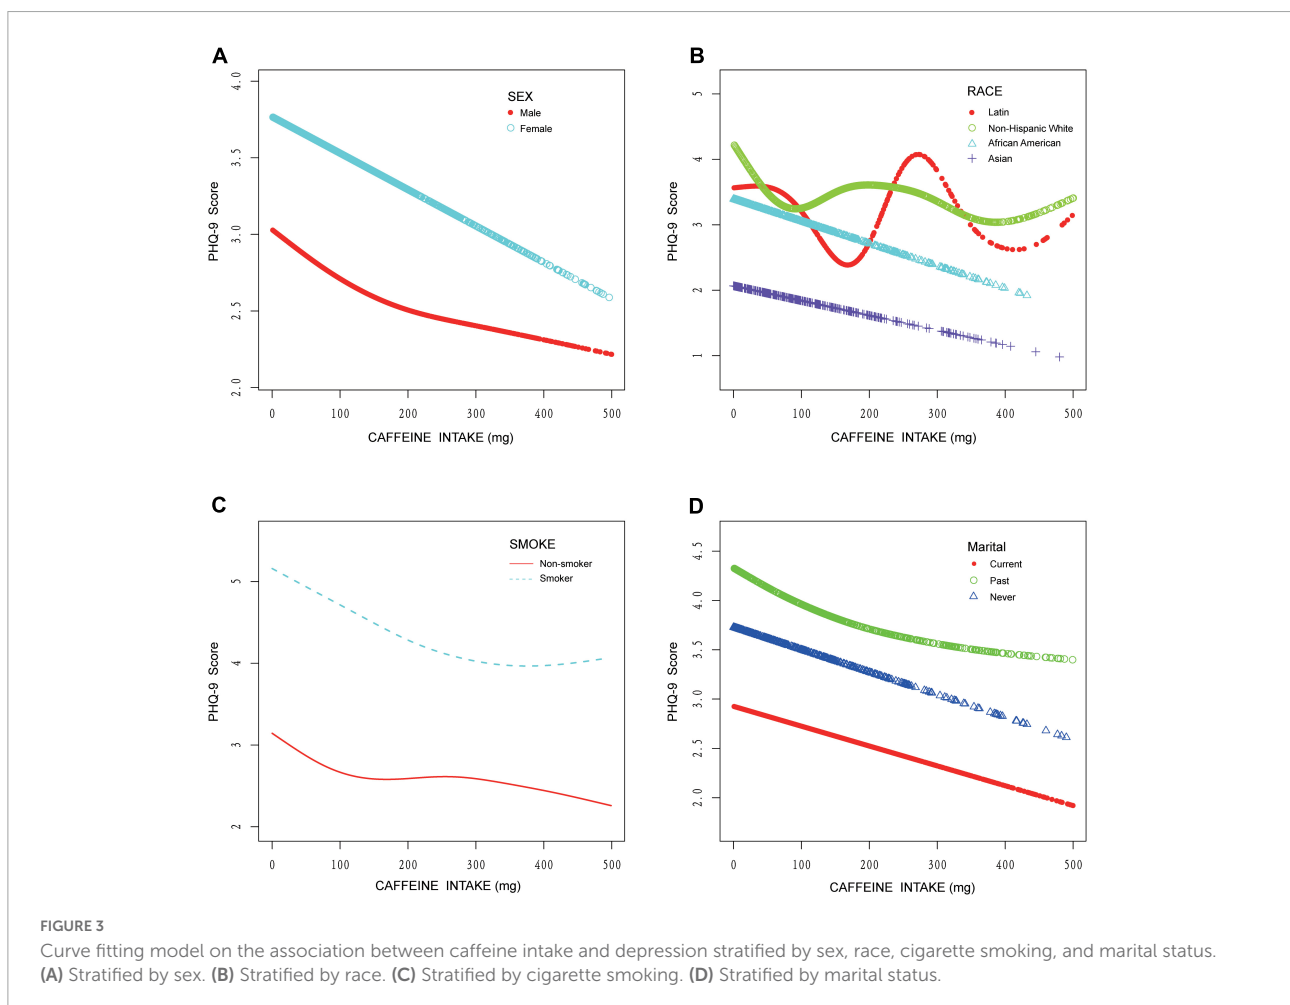 A
4.0
3.5
3.0
2.5
2.0
PHQ-9 Score
SEX
Male
Female
0 100 200 300 400 500
CAFFEINE INTAKE (mg)
B
5
4
3
2
1
PHQ-9 Score
RACE
Latin
Non-Hispanic White
African American
Asian
0 100 200 300 400 500
CAFFEINE INTAKE (mg)
C
5
4
3
2
PHQ-9 Score
SMOKE
Non-smoker
Smoker
0 100 200 300 400 500
CAFFEINE INTAKE (mg)
D
4.5
4.0
3.5
3.0
2.5
2.0
PHQ-9 Score
Marital
Current
Past
Never
0 100 200 300 400 500
CAFFEINE INTAKE (mg)
FIGURE 3
Curve fitting model on the association between caffeine intake and depression stratified by sex, race, cigarette smoking, and marital status.
(A) Stratified by sex. (B) Stratified by race. (C) Stratified by cigarette smoking. (D) Stratified by marital status.